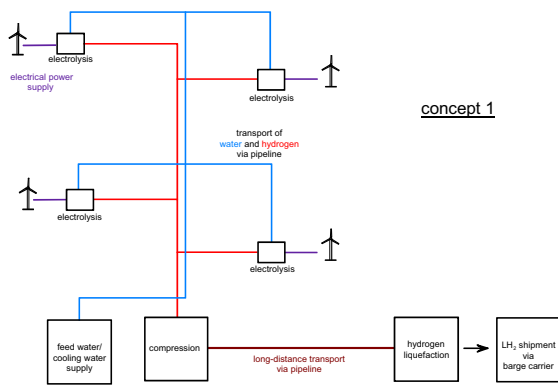 electrolysis
electrical power
supply
electrolysis
concept 1
transport of
water and hydrogen
via pipeline
electrolysis
electrolysis
feed water/
cooling water
supply
compression
long-distance transport
via pipeline
hydrogen
liquefaction
LH₂ shipment
via
barge carrier